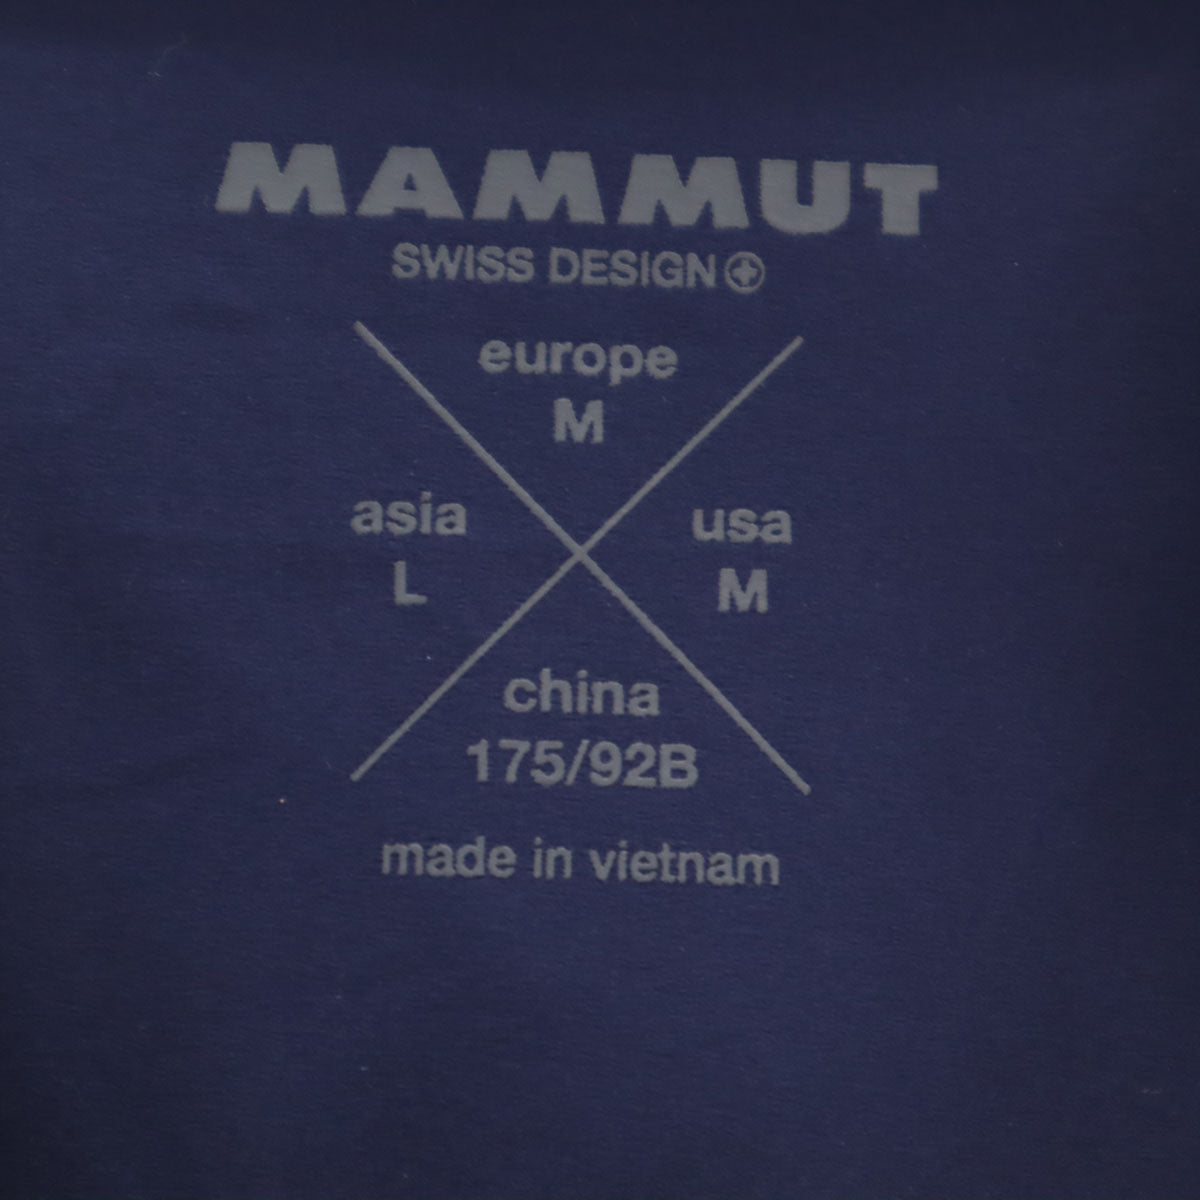 MAMMUT
SWISS DESIGN
europe
M
asia
L
usa
M
china
175/92B
made in vietnam